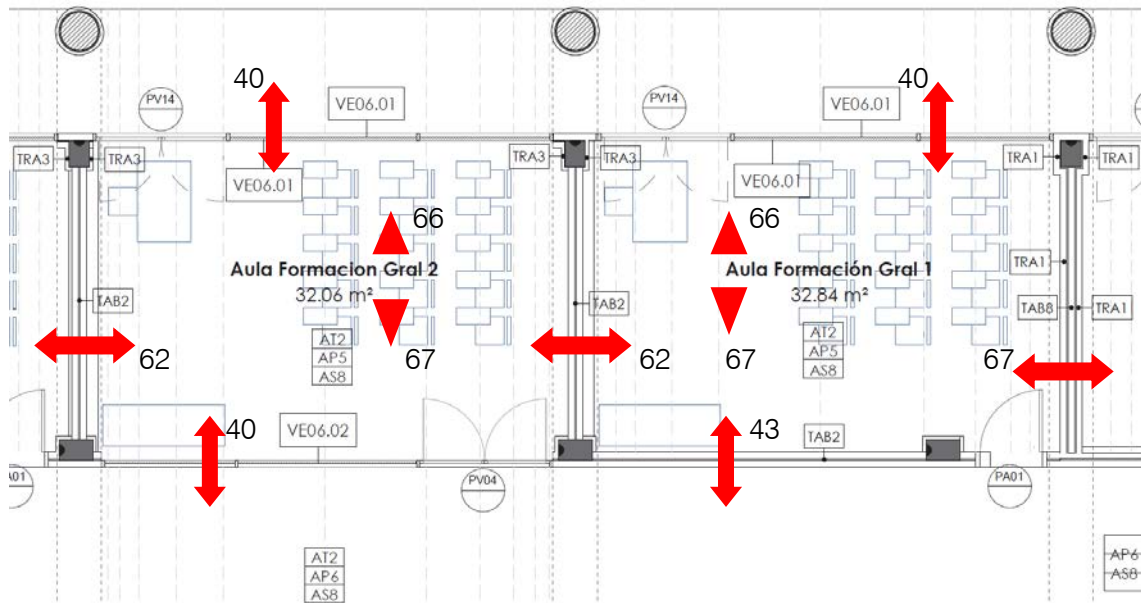 40
40
PV14
VE06.01
PV14
VE06.01
TRA3
TRA3
TRA3
TRA3
TRA1
TRA1
VE06.01
VE06.01
66
66
Aula Formacion Gral 2
32.06 m²
Aula Formación Gral 1
32.84 m²
TRA1
TAB2
TAB2
TAB8
TRA1
AT2
AP5
AS8
AT2
AP5
AS8
62
67
62
67
67
40
VE06.02
43
TAB2
A01
PV04
PA01
AT2
AP6
AS8
AP6
AS8